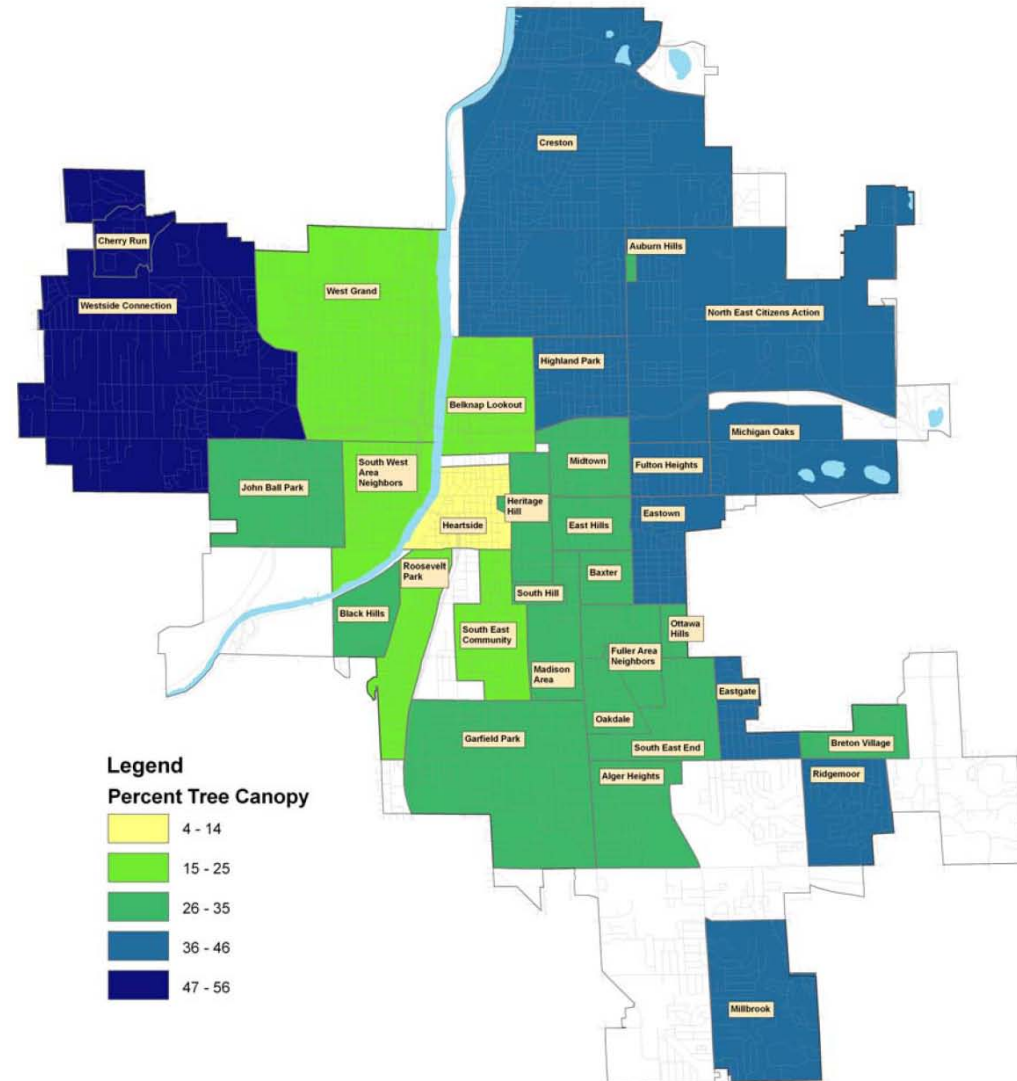 Creston
Cherry Run
Auburn Hills
West Grand
Westside Connection
North East Citizens Action
Highland Park
Belknap Lookout
Michigan Oaks
South West
Area
Neighbors
Midtown
Fulton Heights
John Ball Park
Heritage
Hill
Eastown
Heartside
East Hills
Roosevelt
Park
Baxter
South Hill
Black Hills
Ottawa
Hills
South East
Community
Fuller Area
Neighbors
Madison
Area
Eastgate
Oakdale
Garfield Park
South East End
Breton Village
Alger Heights
Ridgemoor
Legend
Percent Tree Canopy
4 - 14
15 - 25
26 - 35
36 - 46
47 - 56
Millbrook